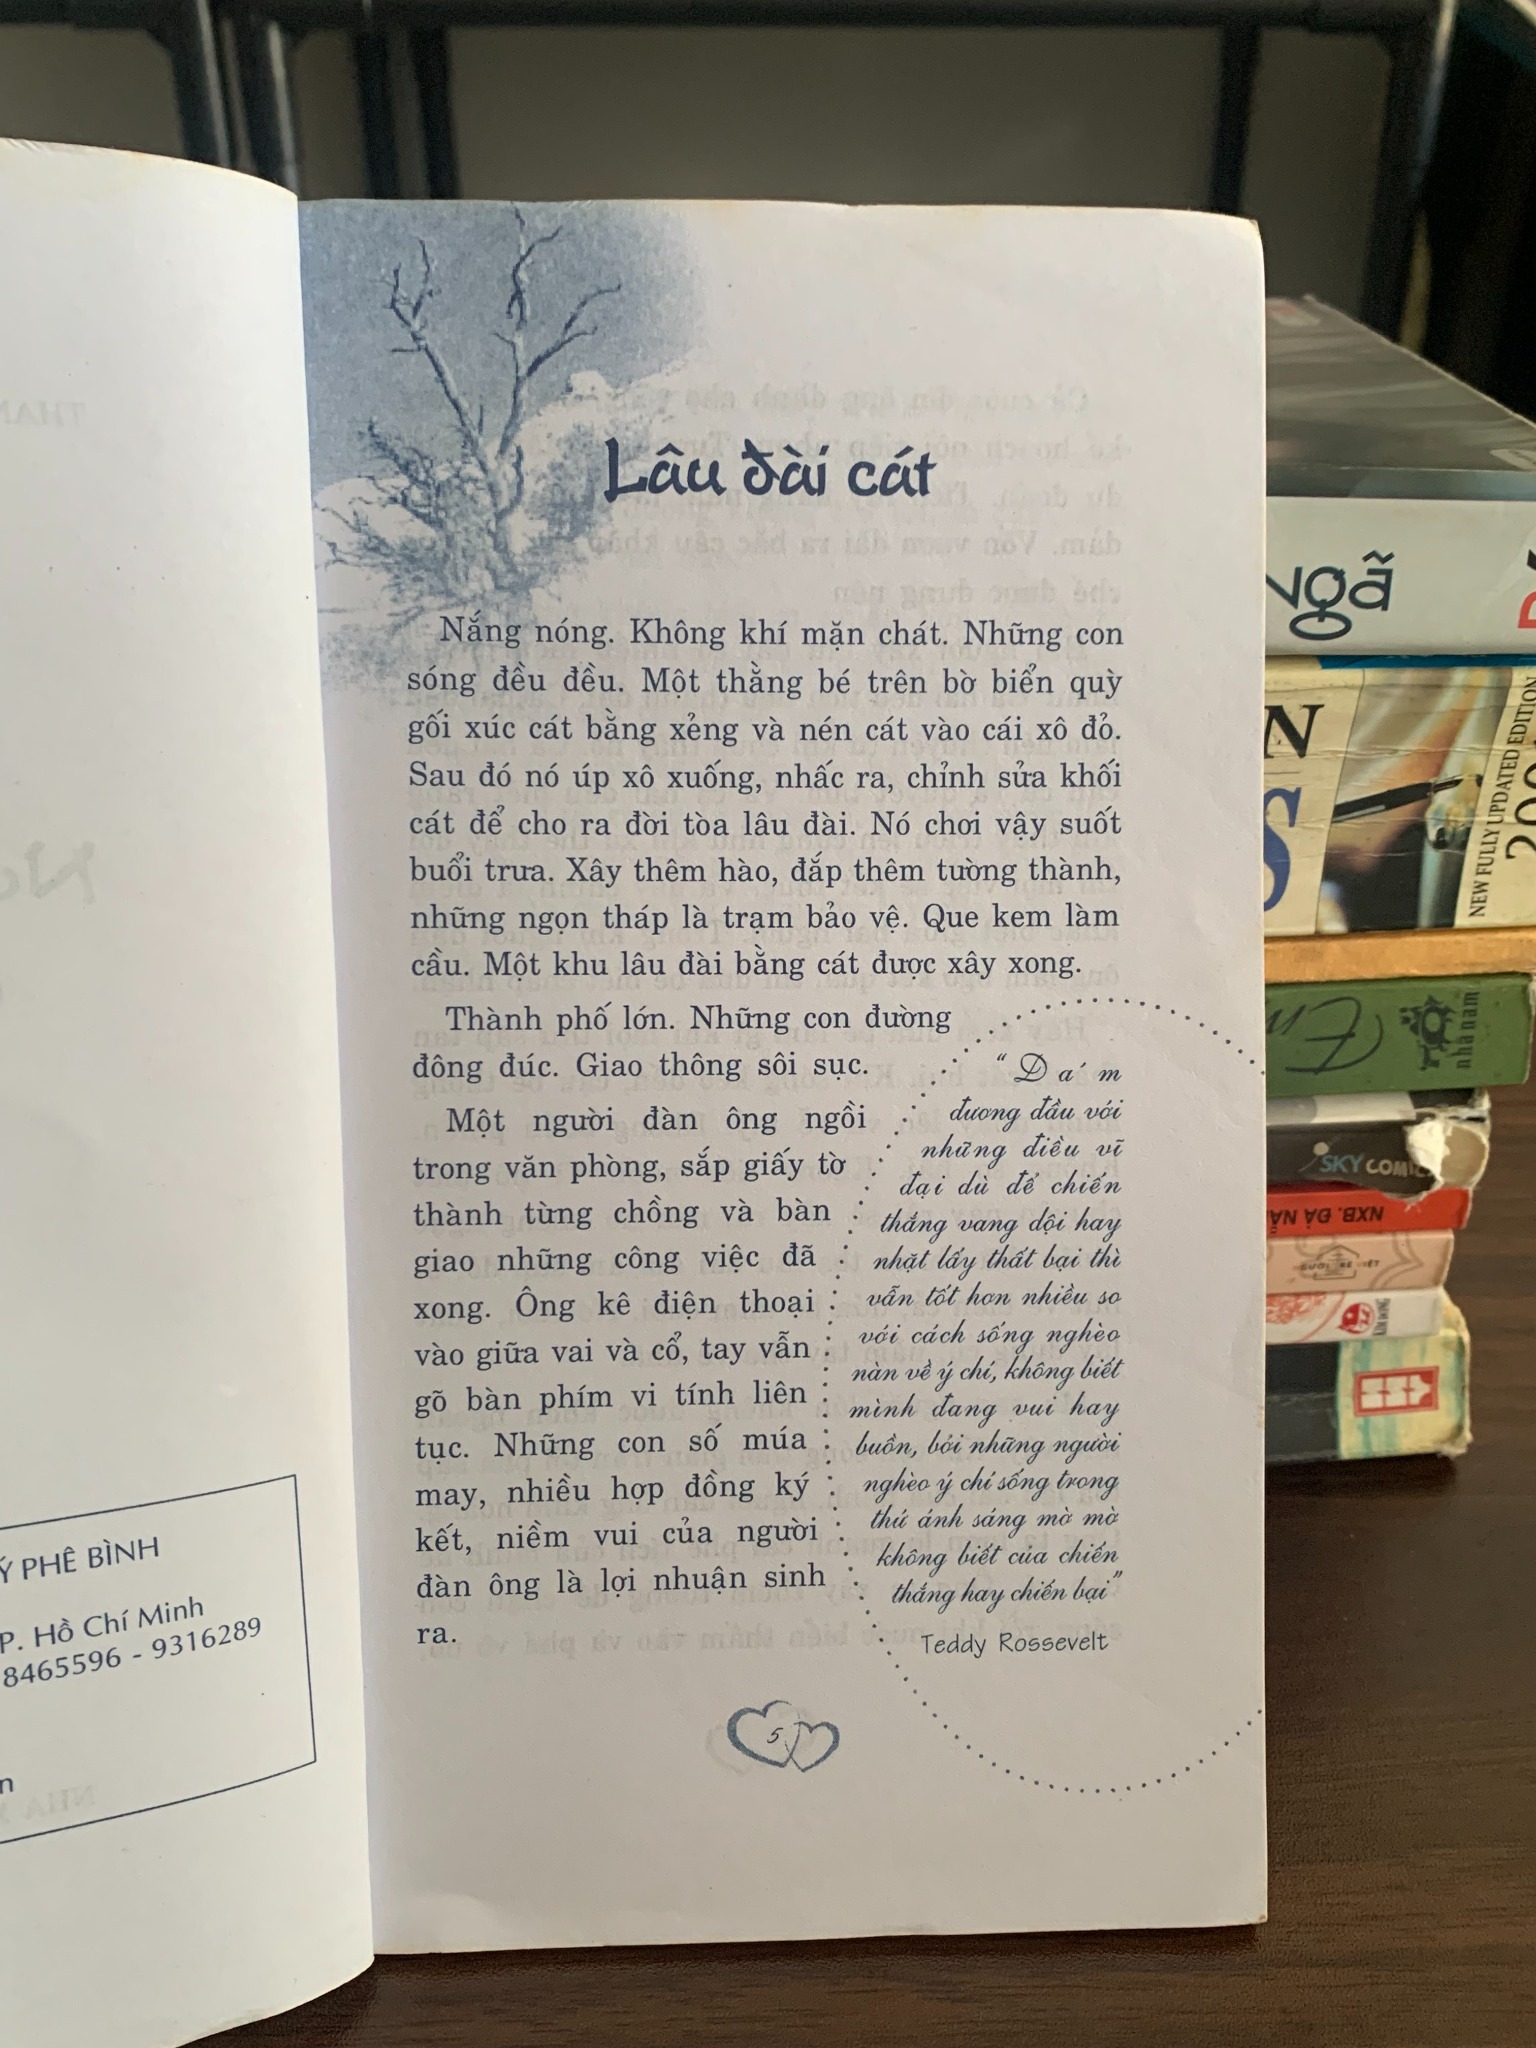 Lâu đài cát
Nắng nóng. Không khí mặn chát. Những con
sóng đều đều. Một thằng bé trên bờ biển quỳ
gối xúc cát bằng xẻng và nén cát vào cái xô đỏ.
Sau đó nó úp xô xuống, nhấc ra, chỉnh sửa khối
cát để cho ra đời tòa lâu đài. Nó chơi vậy suốt
buổi trưa. Xây thêm hào, đắp thêm tường thành,
những ngọn tháp là trạm bảo vệ. Que kem làm
cầu. Một khu lâu đài bằng cát được xây xong.
Thành phố lớn. Những con đường
đông đúc. Giao thông sôi sục.
Một người đàn ông ngồi
trong văn phòng, sắp giấy tờ
thành từng chồng và bàn
giao những công việc đã
xong. Ông kê điện thoại
vào giữa vai và cổ, tay vẫn
gõ bàn phím vi tính liên
tục. Những con số múa
may, nhiều hợp đồng ký
kết, niềm vui của người
đàn ông là lợi nhuận sinh
ra.
“Dám
đương đầu với
những điều vĩ
đại dù để chiến
thắng vang dội hay
nhặt lấy thất bại thì
vẫn tốt hơn nhiều so
với cách sống nghèo
nàn về ý chí, không biết
mình đang vui hay
buồn, bởi những người
nghèo ý chí sống trong
thứ ánh sáng mờ mờ
không biết của chiến
thắng hay chiến bại”
Teddy Rossevelt
5
Ý PHÊ BÌNH
P. Hồ Chí Minh
8465596 - 9316289
n
NGÃ
N
S
NEW FULLY UPDATED EDITION
Em
nhã nam
SKY COMIC
NXB. ĐÀ NẴ